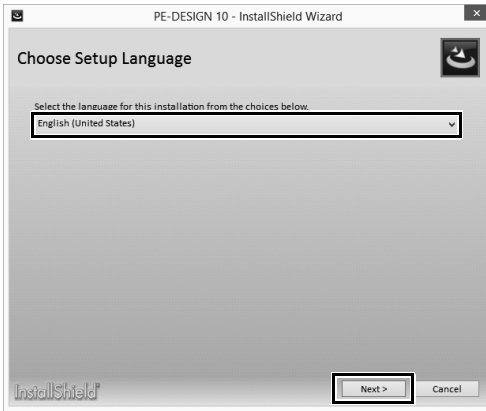 PE-DESIGN 10 - InstallShield Wizard
Choose Setup Language
Select the language for this installation from the choices below.
English (United States)
InstallShield
Next >
Cancel